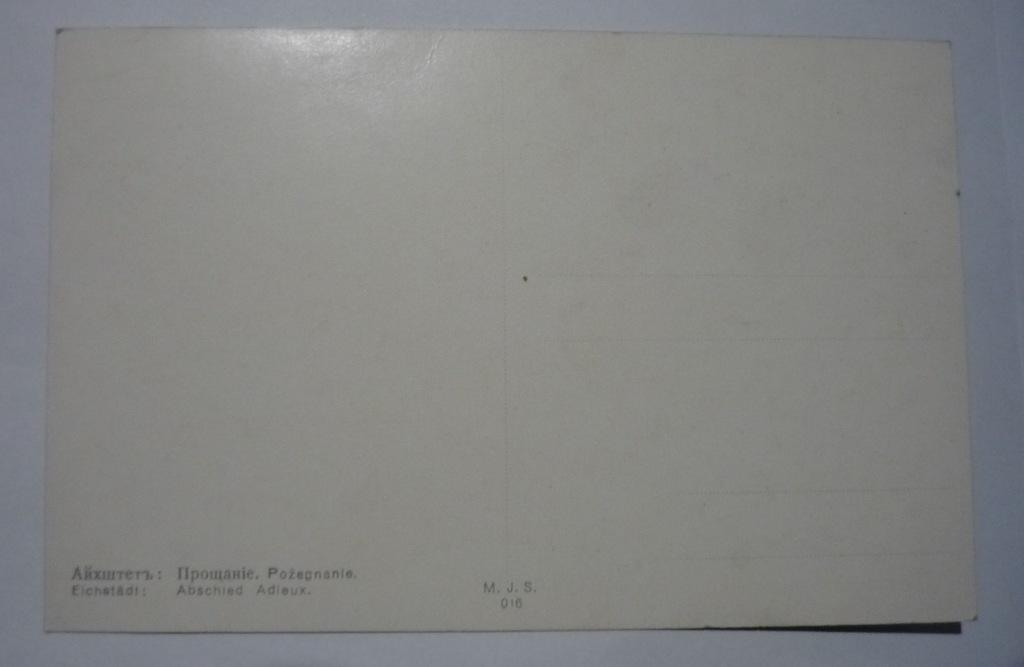 Айхштетъ: Прощаніе. Pożegnanie.
Eichstädt: Abschied Adieux.
M. J. S.
016